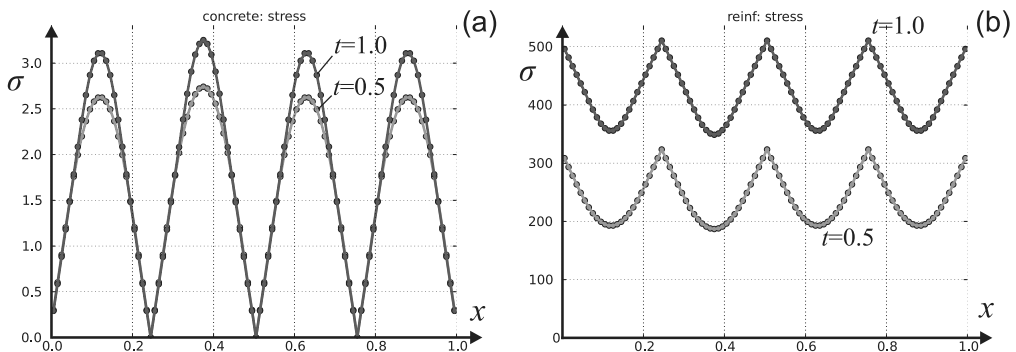 concrete: stress
(a)
σ
3.0
2.5
2.0
1.5
1.0
0.5
0.0
t=1.0
t=0.5
x
0.0 0.2 0.4 0.6 0.8 1.0
reinf: stress
(b)
σ
500
400
300
200
100
0
t=1.0
t=0.5
x
0.2 0.4 0.6 0.8 1.0